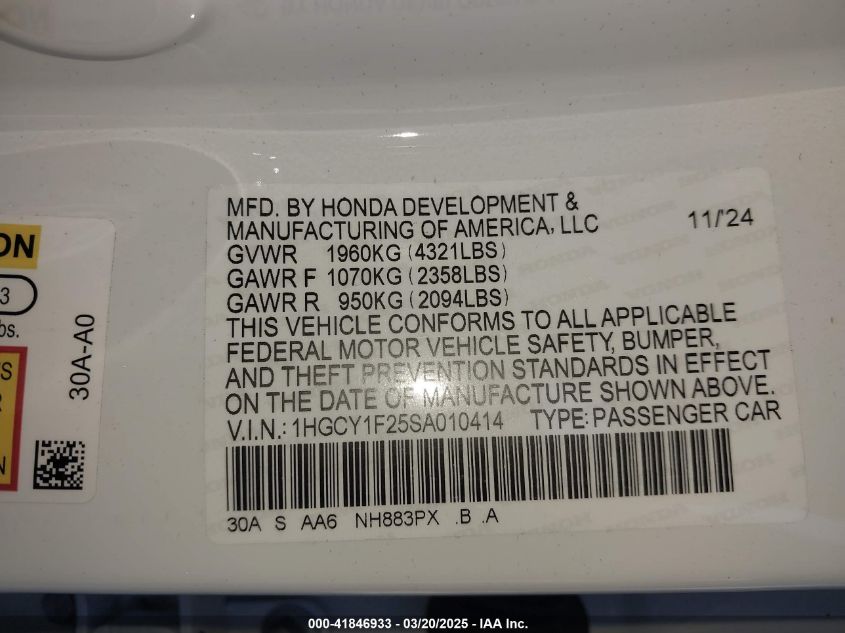 MFD. BY HONDA DEVELOPMENT &
MANUFACTURING OF AMERICA, LLC 11/'24
GVWR 1960KG (4321LBS)
GAWR F 1070KG (2358LBS)
GAWR R 950KG (2094LBS)
THIS VEHICLE CONFORMS TO ALL APPLICABLE
FEDERAL MOTOR VEHICLE SAFETY, BUMPER,
AND THEFT PREVENTION STANDARDS IN EFFECT
ON THE DATE OF MANUFACTURE SHOWN ABOVE.
V.I.N.: 1HGCY1F25SA010414 TYPE: PASSENGER CAR
30A S AA6 NH883PX .B .A
ON
3
bs.
30A-A0
000-41846933 - 03/20/2025 - IAA Inc.